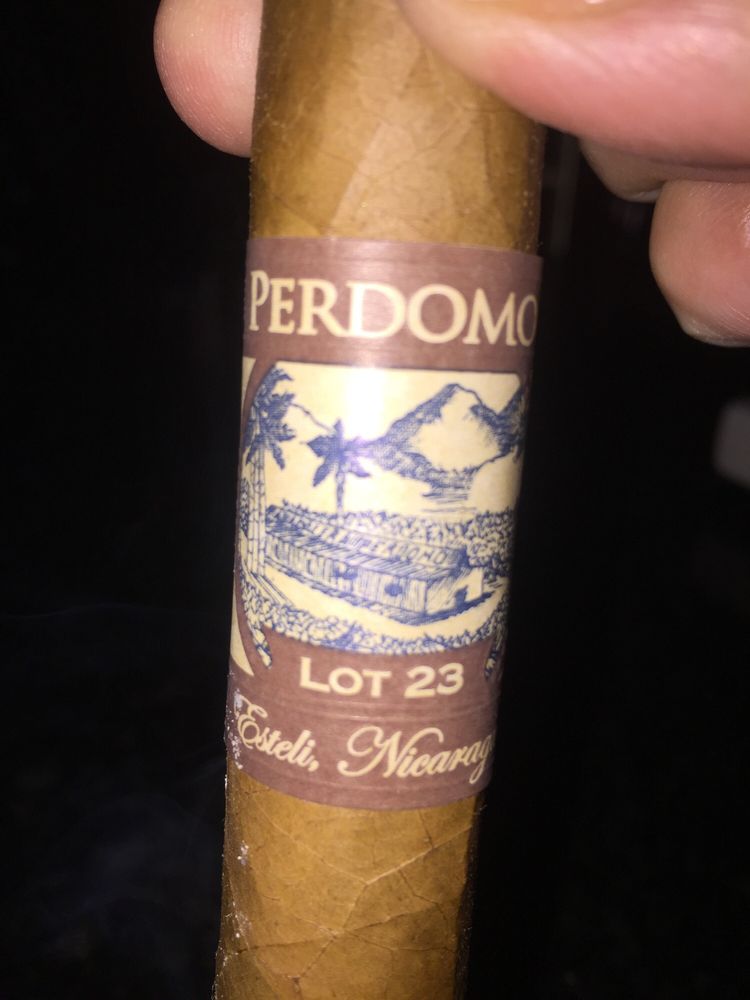 PERDOMO
LOT 23
Esteli, Nicarag